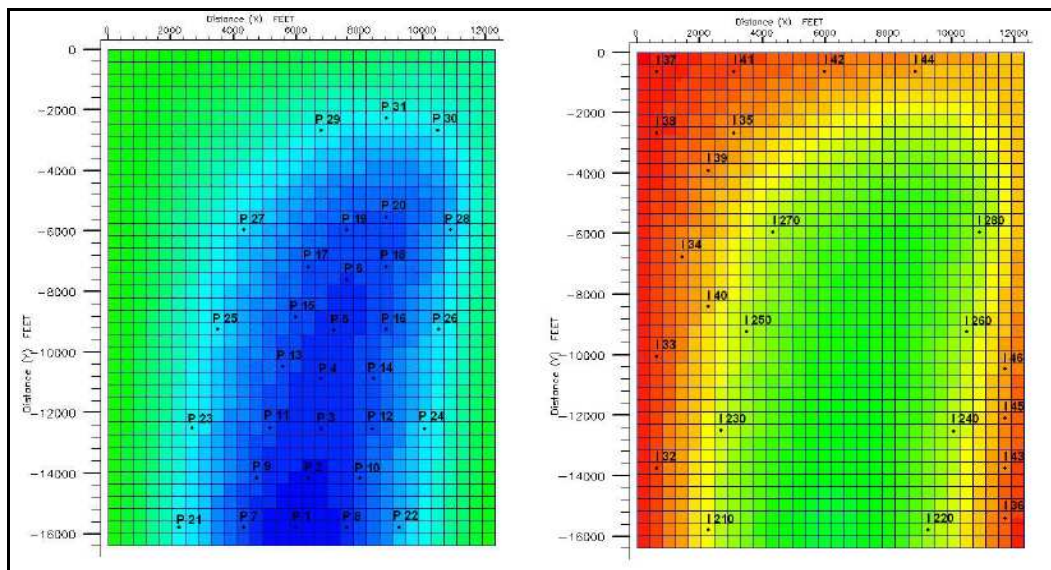 Distance (X) FEET
0 2000 4000 6000 8000 10000 12000
Distance (Y) FEET
0
-2000
-4000
-6000
-8000
-10000
-12000
-14000
-16000
P 31
P 29 P 30
P 20
P 27 P 19 P 28
P 17 P 18
P 6
P 15
P 25 P 5 P 16 P 26
P 13
P 4 P 14
P 23 P 11 P 3 P 12 P 24
P 9 P 2 P 10
P 21 P 7 P 1 P 8 P 22
Distance (X) FEET
0 2000 4000 6000 8000 10000 12000
Distance (Y) FEET
0
-2000
-4000
-6000
-8000
-10000
-12000
-14000
-16000
I 37 I 41 I 42 I 44
I 38 I 35
I 39
I 270 I 280
I 34
I 40
I 250 I 260
I 33 I 46
I 45
I 230 I 240
I 32 I 43
I 36
I 210 I 220